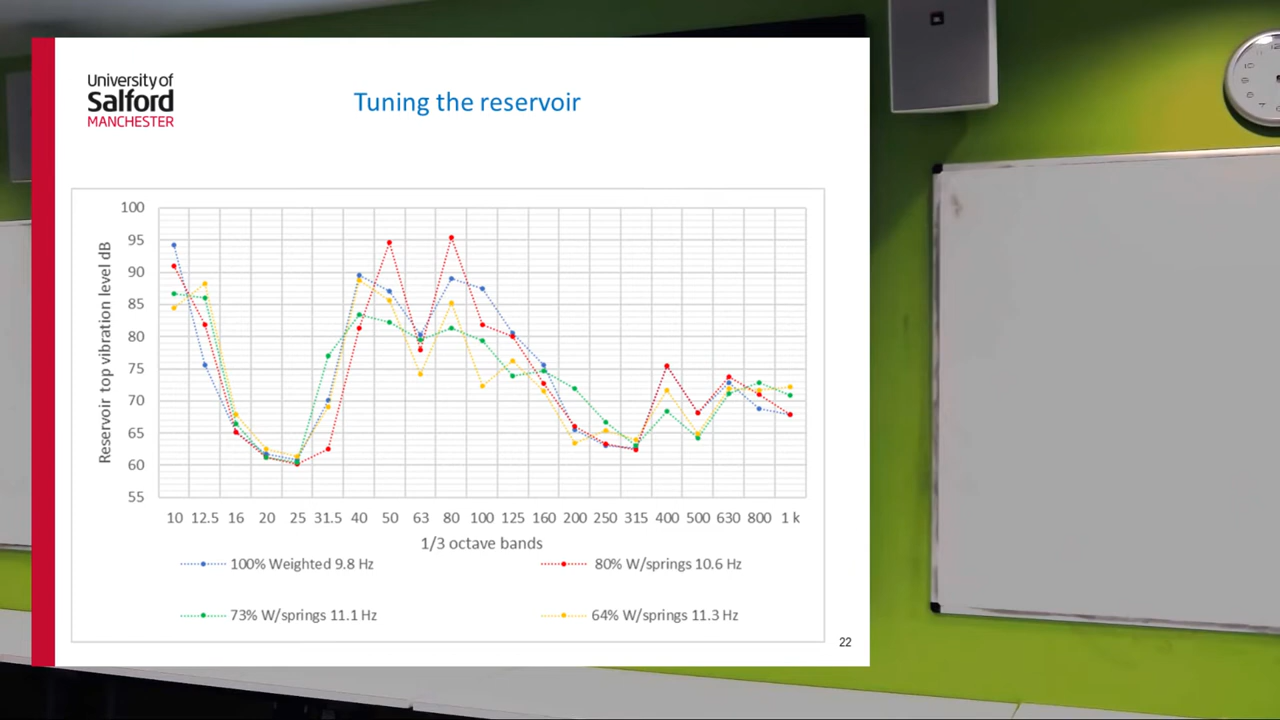 University of
Salford
MANCHESTER
Tuning the reservoir
Reservoir top vibration level dB
100
95
90
85
80
75
70
65
60
55
10 12.5 16 20 25 31.5 40 50 63 80 100 125 160 200 250 315 400 500 630 800 1 k
1/3 octave bands
100% Weighted 9.8 Hz
80% W/springs 10.6 Hz
73% W/springs 11.1 Hz
64% W/springs 11.3 Hz
22